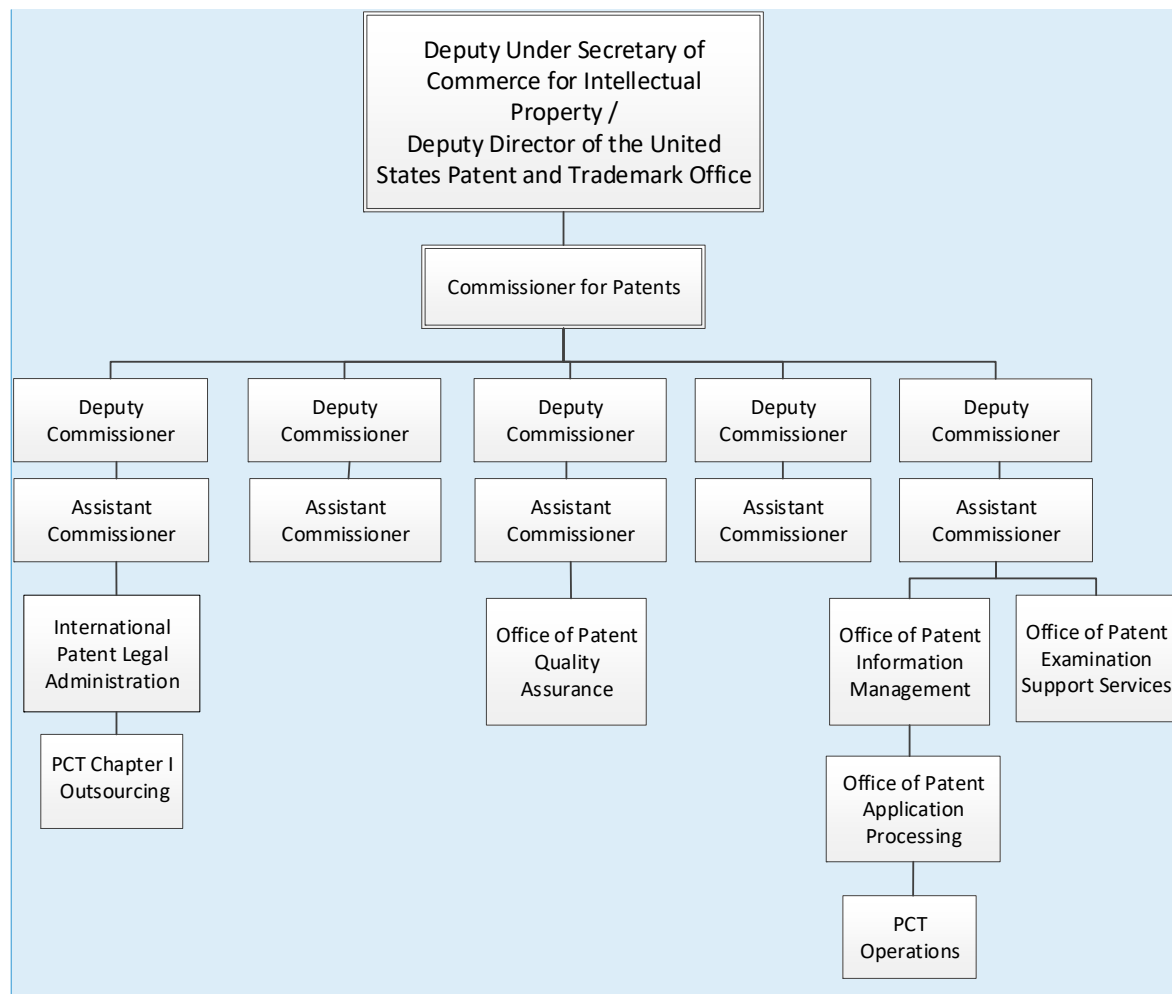 Deputy Under Secretary of
Commerce for Intellectual
Property /
Deputy Director of the United
States Patent and Trademark Office
Commissioner for Patents
Deputy
Commissioner
Deputy
Commissioner
Deputy
Commissioner
Deputy
Commissioner
Deputy
Commissioner
Assistant
Commissioner
Assistant
Commissioner
Assistant
Commissioner
Assistant
Commissioner
Assistant
Commissioner
International
Patent Legal
Administration
Office of Patent
Quality
Assurance
Office of Patent
Information
Management
Office of Patent
Examination
Support Services
PCT Chapter I
Outsourcing
Office of Patent
Application
Processing
PCT
Operations